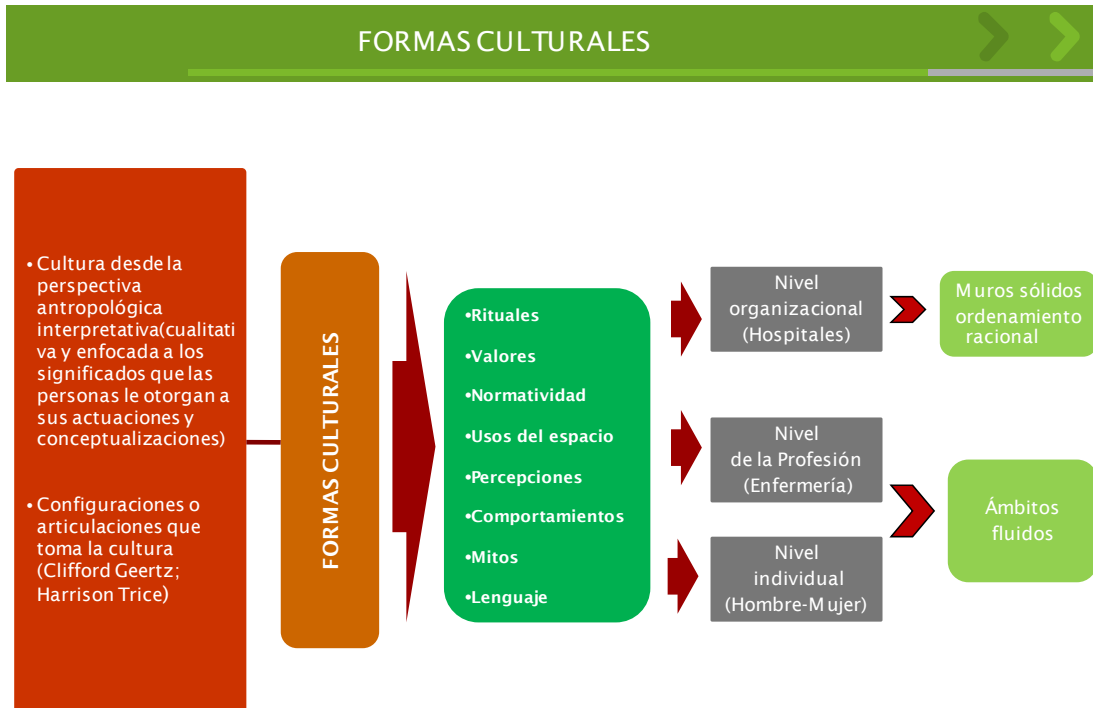 FORMAS CULTURALES
• Cultura desde la
perspectiva
antropológica
interpretativa(cualitati
va y enfocada a los
significados que las
personas le otorgan a
sus actuaciones y
conceptualizaciones)
• Configuraciones o
articulaciones que
toma la cultura
(Clifford Geertz;
Harrison Trice)
FORMAS CULTURALES
•Rituales
•Valores
•Normatividad
•Usos del espacio
•Percepciones
•Comportamientos
•Mitos
•Lenguaje
Nivel
organizacional
(Hospitales)
Nivel
de la Profesión
(Enfermería)
Nivel
individual
(Hombre-Mujer)
Muros sólidos
ordenamiento
racional
Ámbitos
fluidos